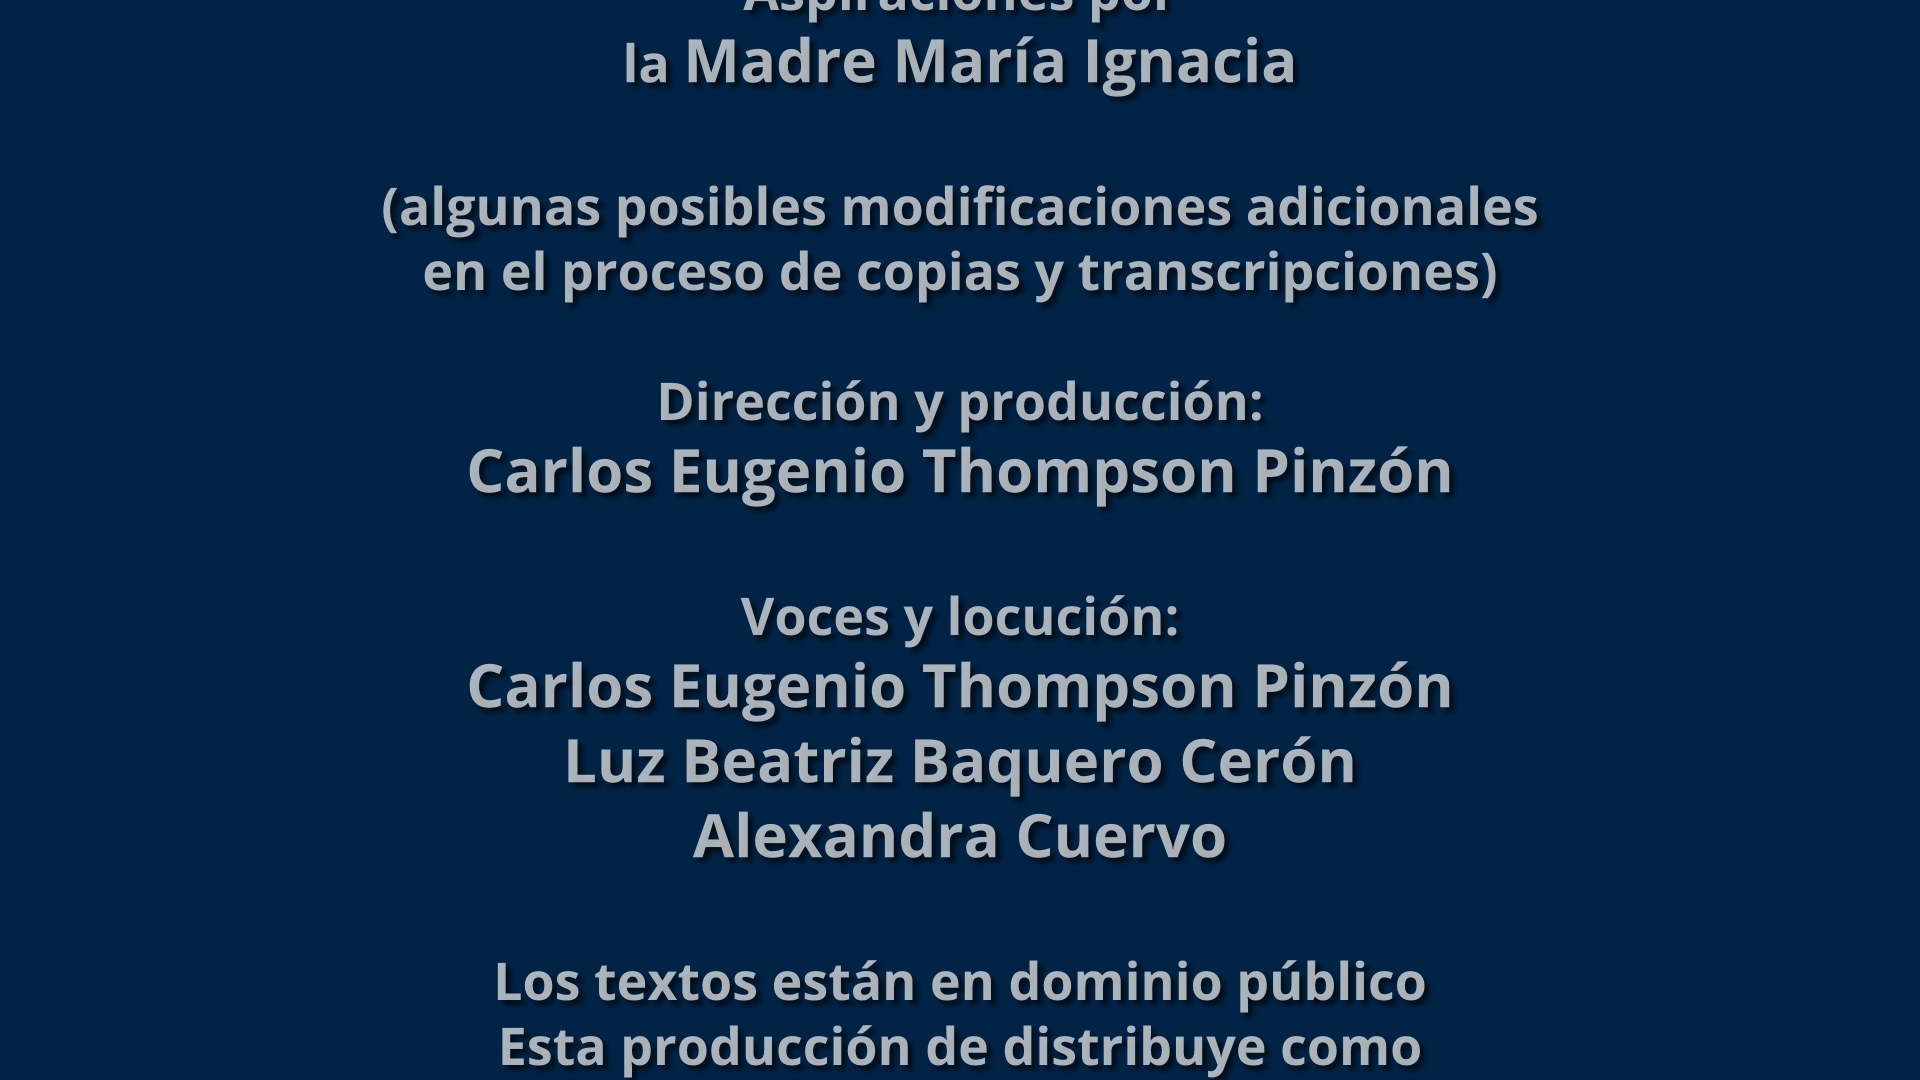 Aspiraciones por
la Madre María Ignacia
(algunas posibles modificaciones adicionales
en el proceso de copias y transcripciones)
Dirección y producción:
Carlos Eugenio Thompson Pinzón
Voces y locución:
Carlos Eugenio Thompson Pinzón
Luz Beatriz Baquero Cerón
Alexandra Cuervo
Los textos están en dominio público
Esta producción de distribuye como